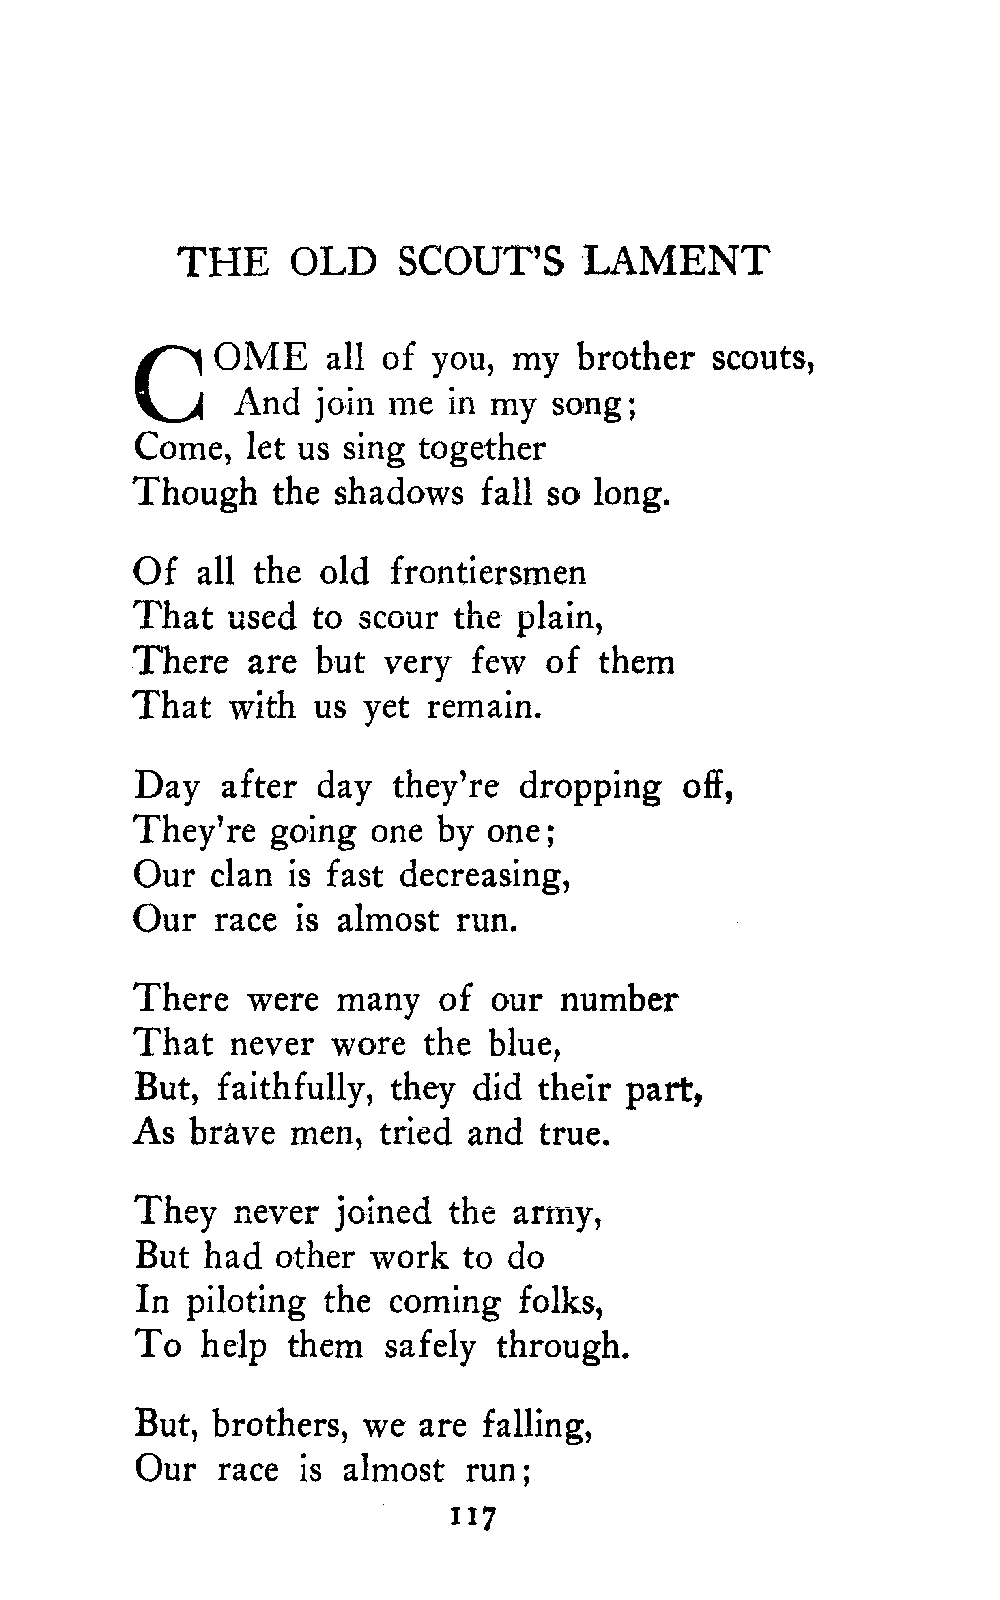 THE OLD SCOUT'S LAMENT
COME all of you, my brother scouts,
And join me in my song;
Come, let us sing together
Though the shadows fall so long.
Of all the old frontiersmen
That used to scour the plain,
There are but very few of them
That with us yet remain.
Day after day they're dropping off,
They're going one by one;
Our clan is fast decreasing,
Our race is almost run.
There were many of our number
That never wore the blue,
But, faithfully, they did their part,
As brave men, tried and true.
They never joined the army,
But had other work to do
In piloting the coming folks,
To help them safely through.
But, brothers, we are falling,
Our race is almost run;
117